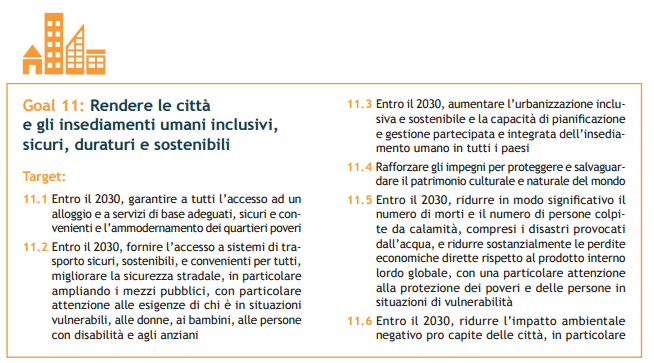 Goal 11: Rendere le città
e gli insediamenti umani inclusivi,
sicuri, duraturi e sostenibili
Target:
11.1 Entro il 2030, garantire a tutti l'accesso ad un
alloggio e a servizi di base adeguati, sicuri e con-
venienti e l'ammodernamento dei quartieri poveri
11.2 Entro il 2030, fornire l'accesso a sistemi di tra-
sporto sicuri, sostenibili, e convenienti per tutti,
migliorare la sicurezza stradale, in particolare
ampliando i mezzi pubblici, con particolare
attenzione alle esigenze di chi è in situazioni
vulnerabili, alle donne, ai bambini, alle persone
con disabilità e agli anziani
11.3 Entro il 2030, aumentare l'urbanizzazione inclu-
siva e sostenibile e la capacità di pianificazione
e gestione partecipata e integrata dell'insedia-
mento umano in tutti i paesi
11.4 Rafforzare gli impegni per proteggere e salvaguar-
dare il patrimonio culturale e naturale del mondo
11.5 Entro il 2030, ridurre in modo significativo il
numero di morti e il numero di persone colpi-
te da calamità, compresi i disastri provocati
dall'acqua, e ridurre sostanzialmente le perdite
economiche dirette rispetto al prodotto interno
lordo globale, con una particolare attenzione
alla protezione dei poveri e delle persone in
situazioni di vulnerabilità
11.6 Entro il 2030, ridurre l'impatto ambientale
negativo pro capite delle città, in particolare